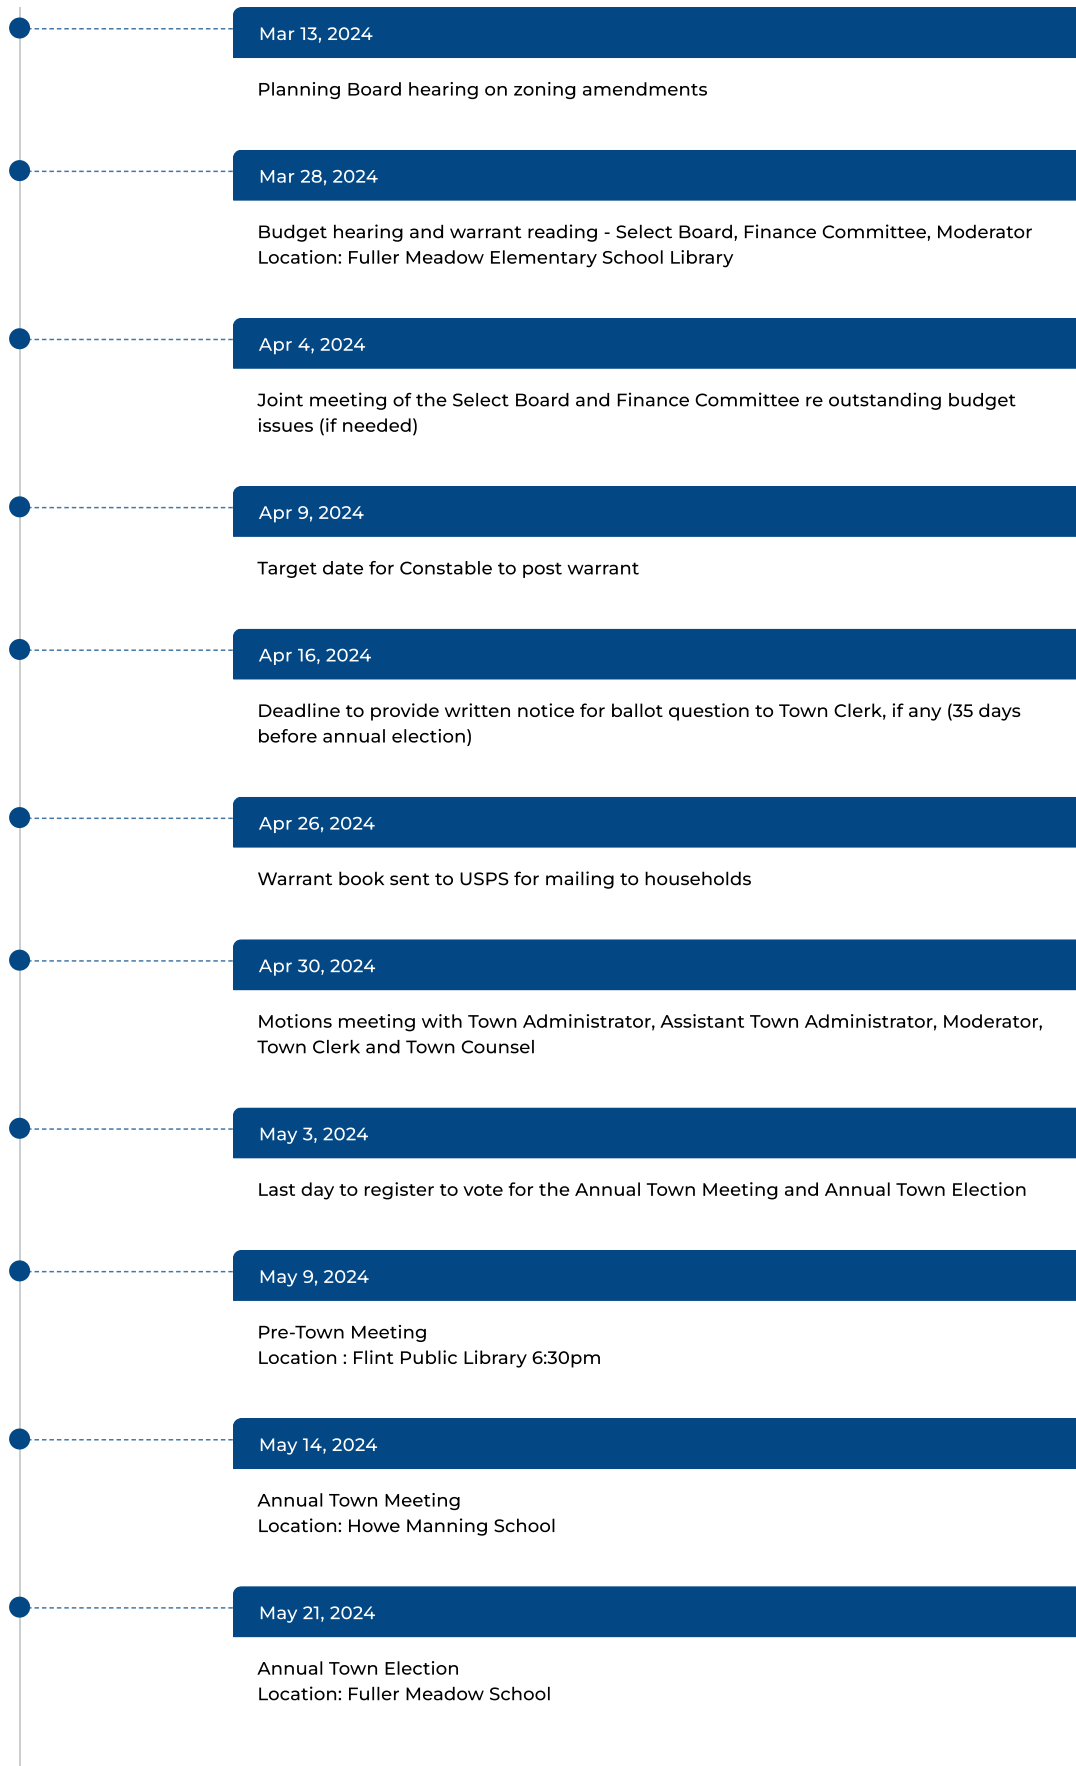 Mar 13, 2024
Planning Board hearing on zoning amendments
Mar 28, 2024
Budget hearing and warrant reading - Select Board, Finance Committee, Moderator
Location: Fuller Meadow Elementary School Library
Apr 4, 2024
Joint meeting of the Select Board and Finance Committee re outstanding budget
issues (if needed)
Apr 9, 2024
Target date for Constable to post warrant
Apr 16, 2024
Deadline to provide written notice for ballot question to Town Clerk, if any (35 days
before annual election)
Apr 26, 2024
Warrant book sent to USPS for mailing to households
Apr 30, 2024
Motions meeting with Town Administrator, Assistant Town Administrator, Moderator,
Town Clerk and Town Counsel
May 3, 2024
Last day to register to vote for the Annual Town Meeting and Annual Town Election
May 9, 2024
Pre-Town Meeting
Location : Flint Public Library 6:30pm
May 14, 2024
Annual Town Meeting
Location: Howe Manning School
May 21, 2024
Annual Town Election
Location: Fuller Meadow School